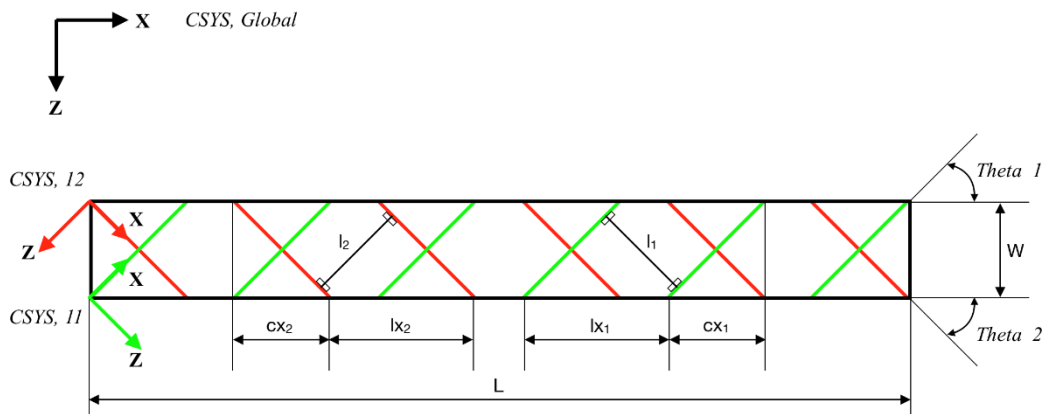 X CSYS, Global
Z
CSYS, 12
X
Z
X
CSYS, 11
Z
l2
l1
Theta 1
W
Theta 2
cx2
lx2
lx1
cx1
L